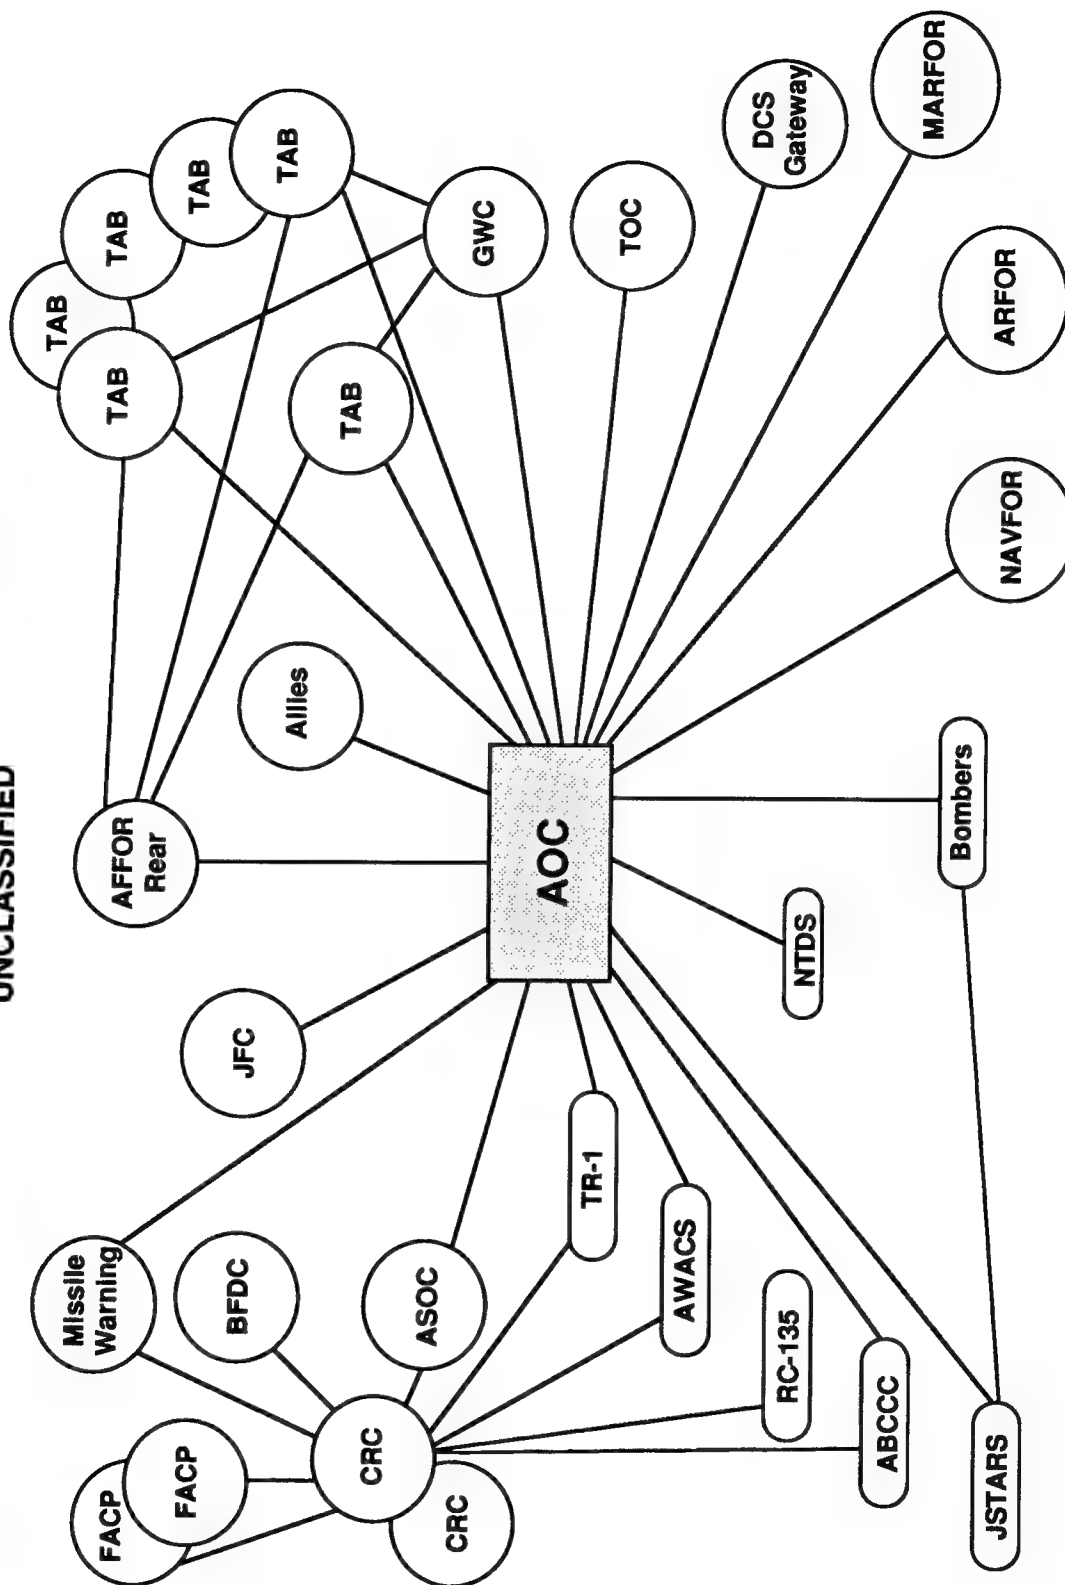 UNCLASSIFIED
FACP
FACP
CRC
CRC
Missile
Warning
BFDC
ASOC
JFC
AFFOR
Rear
Allies
TAB
TAB
TAB
TAB
TAB
TAB
GWC
TOC
DCS
Gateway
MARFOR
ARFOR
NAVFOR
AOC
TR-1
AWACS
RC-135
ABCCC
JSTARS
NTDS
Bombers